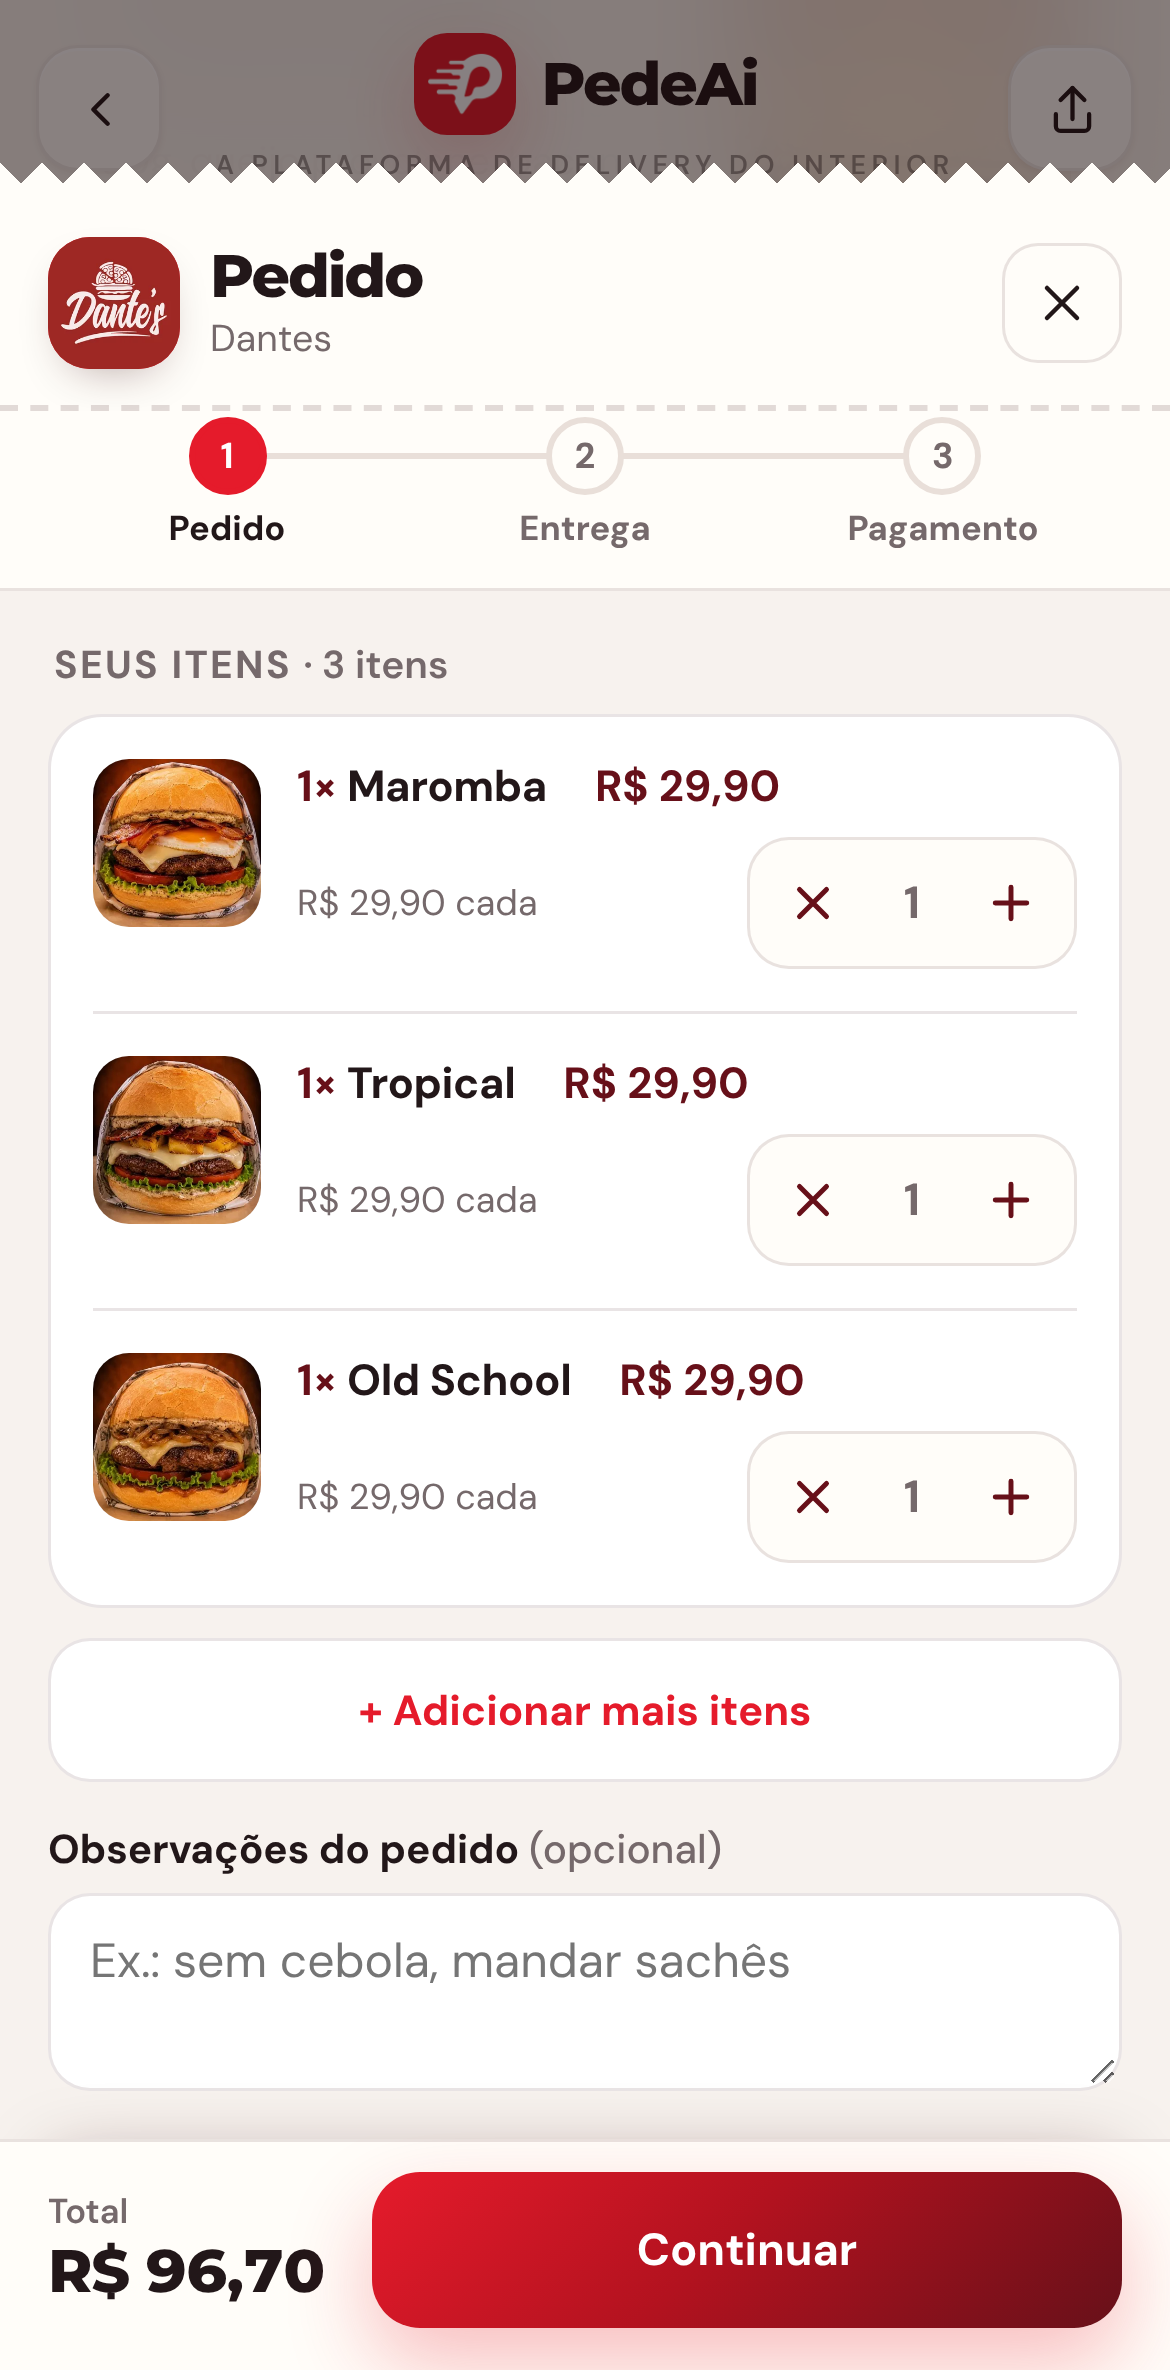 PedeAi
A PLATAFORMA DE DELIVERY DO INTERIOR
Dante's
Pedido
Dantes
1
2
3
Pedido
Entrega
Pagamento
SEUS ITENS · 3 itens
1× Maromba R$ 29,90
R$ 29,90 cada
1
1× Tropical R$ 29,90
R$ 29,90 cada
1
1× Old School R$ 29,90
R$ 29,90 cada
1
+ Adicionar mais itens
Observações do pedido (opcional)
Ex.: sem cebola, mandar sachês
Total
R$ 96,70
Continuar